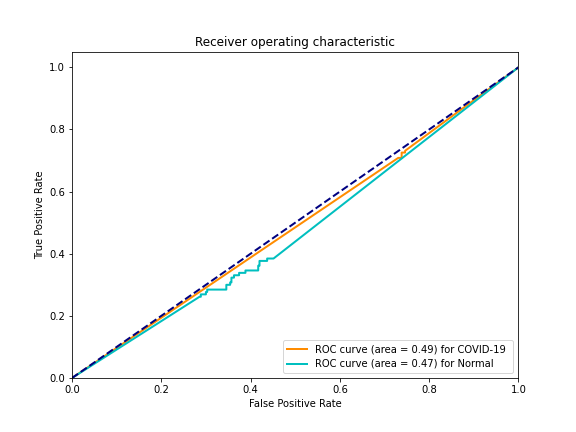 Receiver operating characteristic
True Positive Rate
1.0
0.8
0.6
0.4
0.2
0.0
0.0 0.2 0.4 0.6 0.8 1.0
False Positive Rate
ROC curve (area = 0.49) for COVID-19
ROC curve (area = 0.47) for Normal